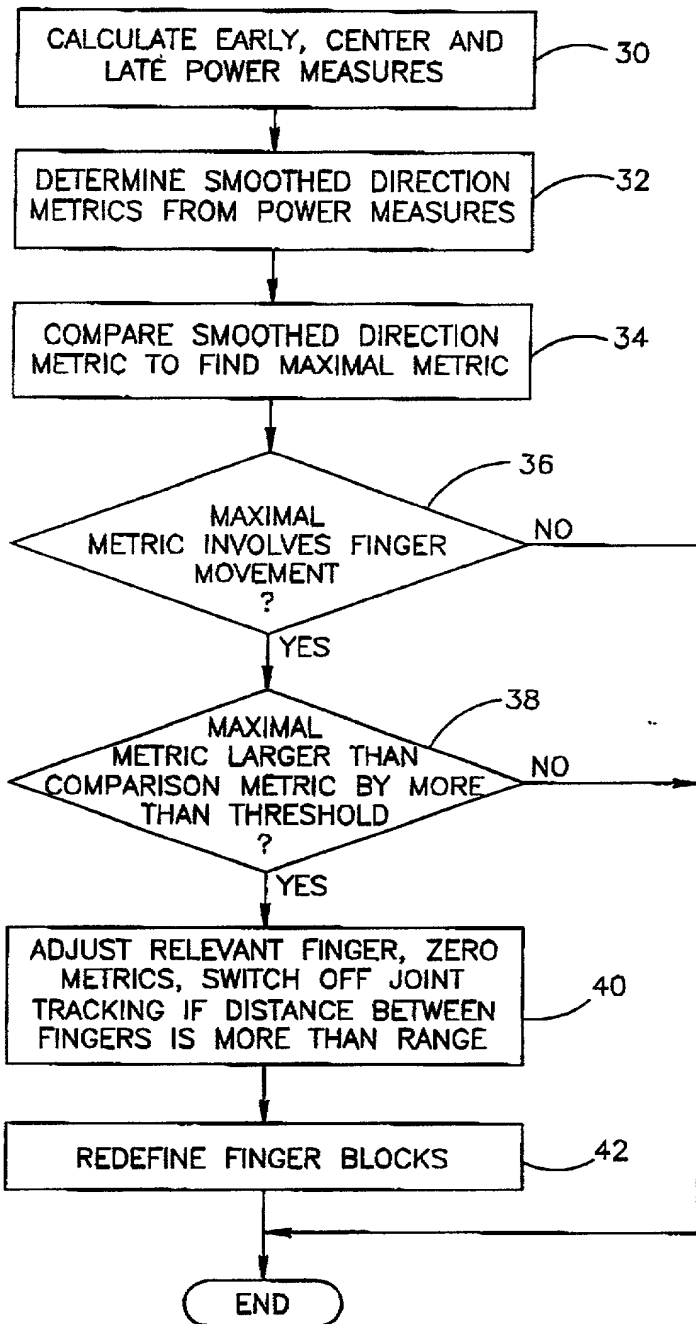 CALCULATE EARLY, CENTER AND
LATE POWER MEASURES
30
DETERMINE SMOOTHED DIRECTION
METRICS FROM POWER MEASURES
32
COMPARE SMOOTHED DIRECTION
METRIC TO FIND MAXIMAL METRIC
34
36
MAXIMAL
METRIC INVOLVES FINGER
MOVEMENT
?
NO
YES
38
MAXIMAL
METRIC LARGER THAN
COMPARISON METRIC BY MORE
THAN THRESHOLD
?
NO
YES
ADJUST RELEVANT FINGER, ZERO
METRICS, SWITCH OFF JOINT
TRACKING IF DISTANCE BETWEEN
FINGERS IS MORE THAN RANGE
40
REDEFINE FINGER BLOCKS
42
END